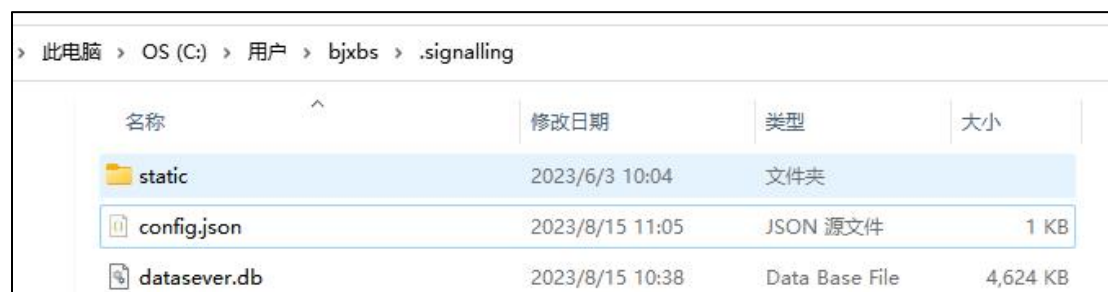 › 此电脑 › OS (C:) › 用户 › bjxbs › .signalling
名称 修改日期 类型 大小
static 2023/6/3 10:04 文件夹
config.json 2023/8/15 11:05 JSON 源文件 1 KB
datasever.db 2023/8/15 10:38 Data Base File 4,624 KB